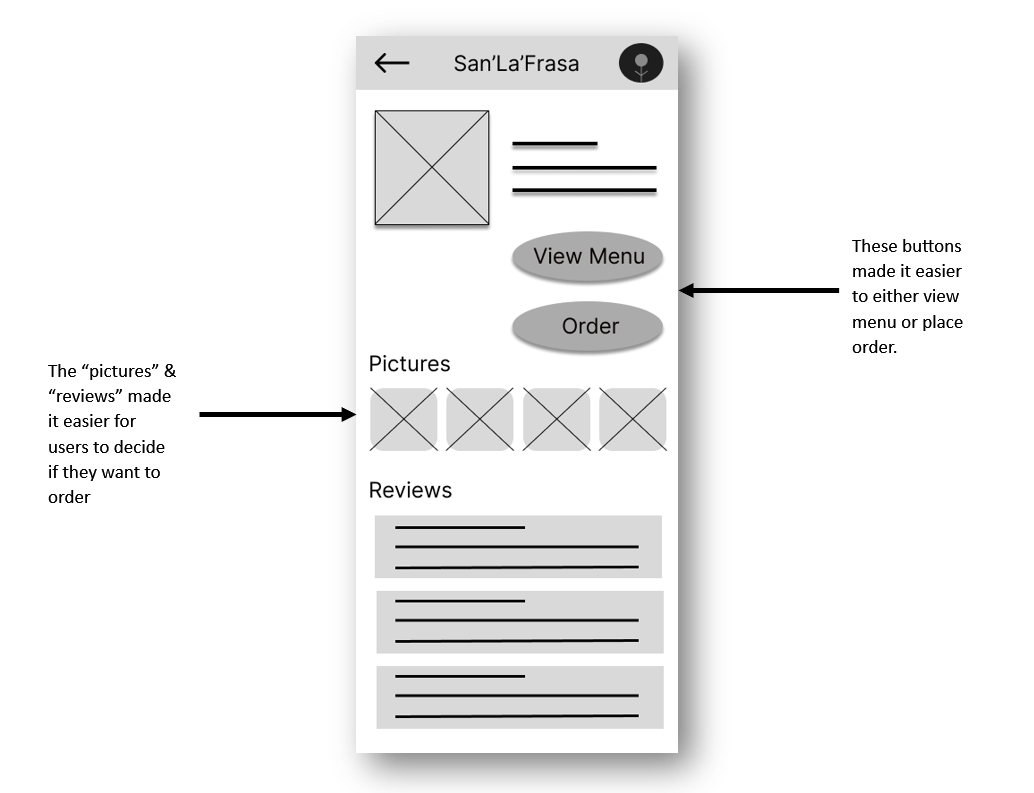 San'La'Frasa
View Menu
Order
Pictures
Reviews
These buttons
made it easier
to either view
menu or place
order.
The “pictures” &
“reviews” made
it easier for
users to decide
if they want to
order